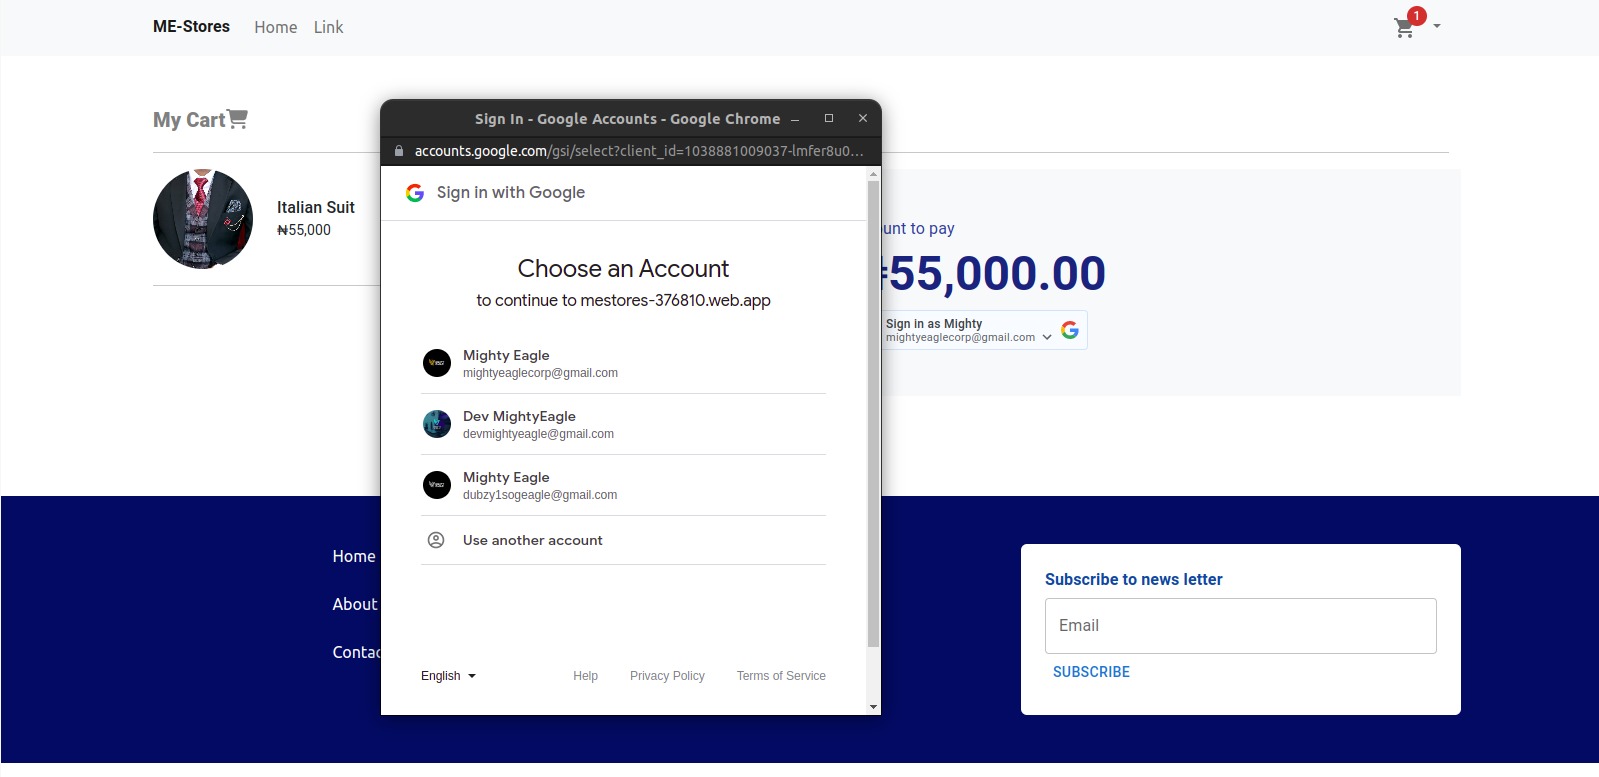 ME-Stores Home Link 1
My Cart
Italian Suit
₦55,000
Sign In - Google Accounts - Google Chrome
accounts.google.com/gsi/select?client_id=1038881009037-lmfer8u0...
Sign in with Google
Choose an Account
to continue to mestores-376810.web.app
Mighty Eagle
mightyeaglecorp@gmail.com
Dev MightyEagle
devmightyeagle@gmail.com
Mighty Eagle
dubzy1sogeagle@gmail.com
Use another account
English Help Privacy Policy Terms of Service
unt to pay
₦55,000.00
Sign in as Mighty
mightyeaglecorp@gmail.com
Home
About
Contac
Subscribe to news letter
Email
SUBSCRIBE